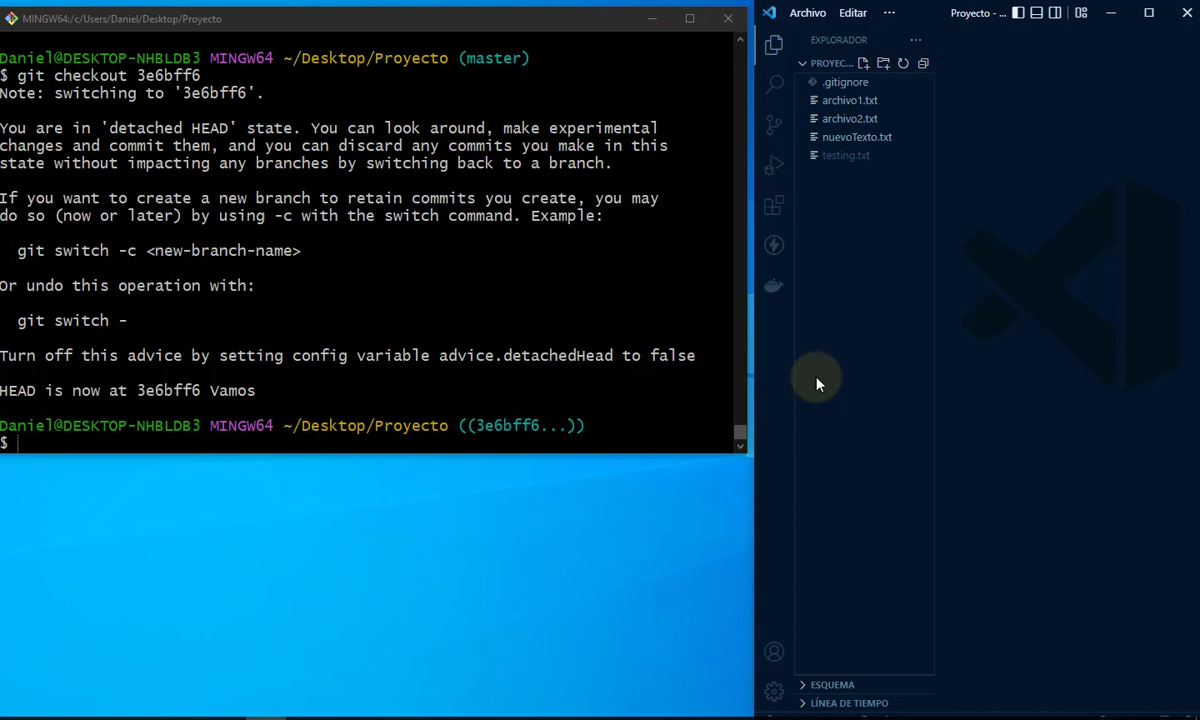 MINGW64:/c/Users/Daniel/Desktop/Proyecto
Daniel@DESKTOP-NHBLDB3 MINGW64 ~/Desktop/Proyecto (master)
$ git checkout 3e6bff6
Note: switching to '3e6bff6'.
You are in 'detached HEAD' state. You can look around, make experimental
changes and commit them, and you can discard any commits you make in this
state without impacting any branches by switching back to a branch.
If you want to create a new branch to retain commits you create, you may
do so (now or later) by using -c with the switch command. Example:
git switch -c <new-branch-name>
Or undo this operation with:
git switch -
Turn off this advice by setting config variable advice.detachedHead to false
HEAD is now at 3e6bff6 Vamos
Daniel@DESKTOP-NHBLDB3 MINGW64 ~/Desktop/Proyecto ((3e6bff6...))
$
Archivo Editar ··· Proyecto - ...
EXPLORADOR ···
PROYEC...
.gitignore
archivo1.txt
archivo2.txt
nuevoTexto.txt
testing.txt
ESQUEMA
LÍNEA DE TIEMPO